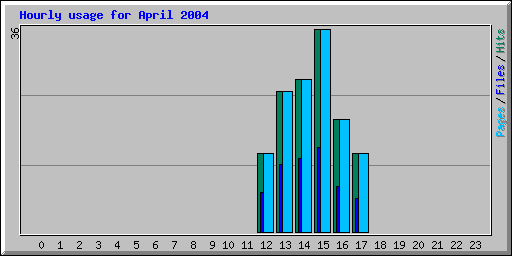 Hourly usage for April 2004
36
Pages/Files/Hits
0 1 2 3 4 5 6 7 8 9 10 11 12 13 14 15 16 17 18 19 20 21 22 23